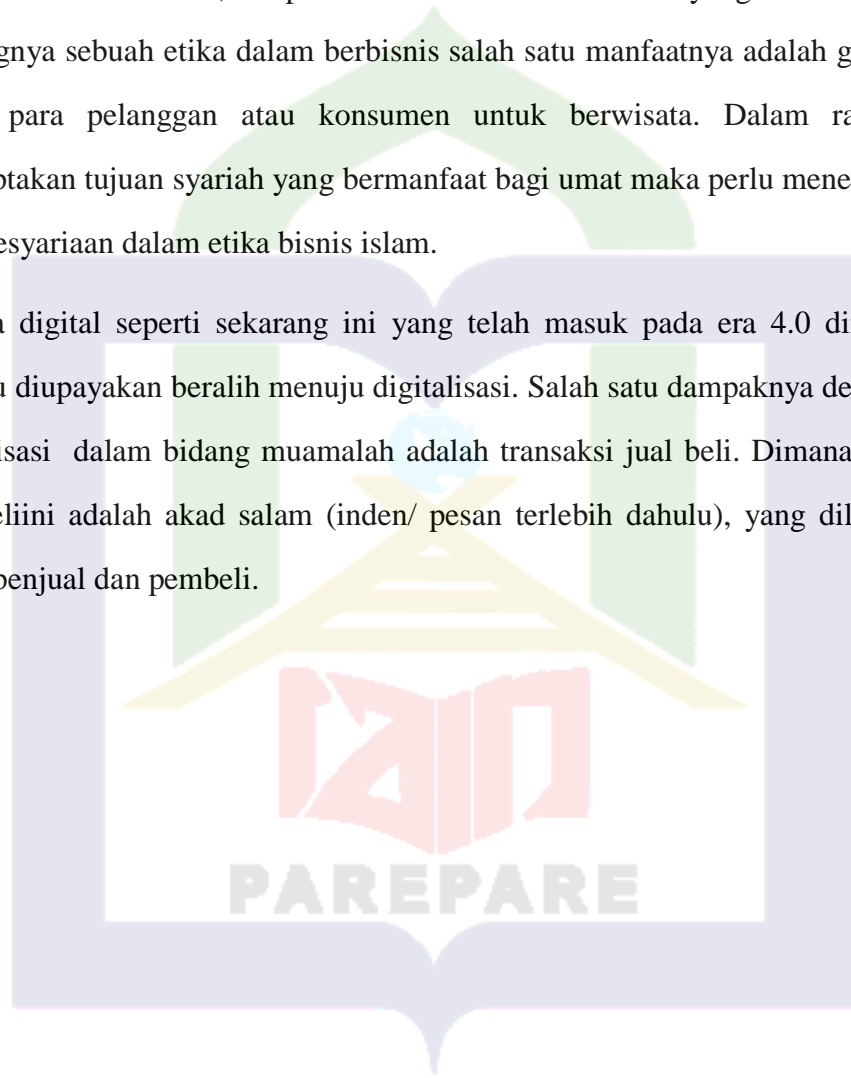 gnya sebuah etika dalam berbisnis salah satu manfaatnya adalah g
para pelanggan atau konsumen untuk berwisata. Dalam ra
ptakan tujuan syariah yang bermanfaat bagi umat maka perlu mene
esyariaan dalam etika bisnis islam.
a digital seperti sekarang ini yang telah masuk pada era 4.0 di
u diupayakan beralih menuju digitalisasi. Salah satu dampaknya de
isasi dalam bidang muamalah adalah transaksi jual beli. Dimana
eliini adalah akad salam (inden/ pesan terlebih dahulu), yang dil
penjual dan pembeli.
iain
PAREPARE